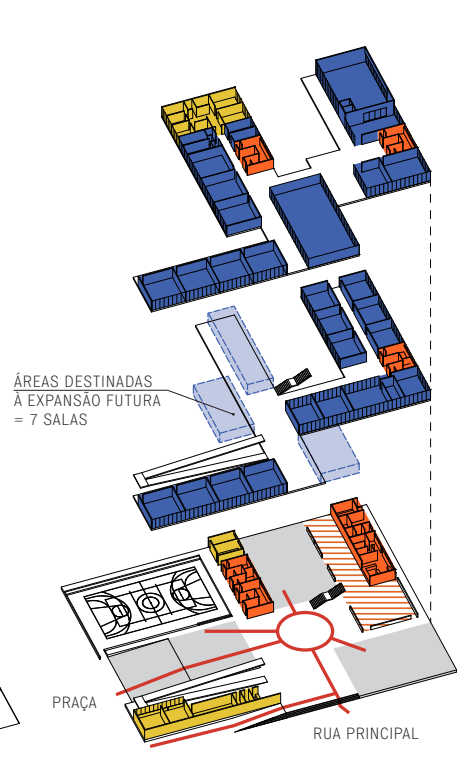 ÁREAS DESTINADAS
À EXPANSÃO FUTURA
= 7 SALAS
PRAÇA
RUA PRINCIPAL